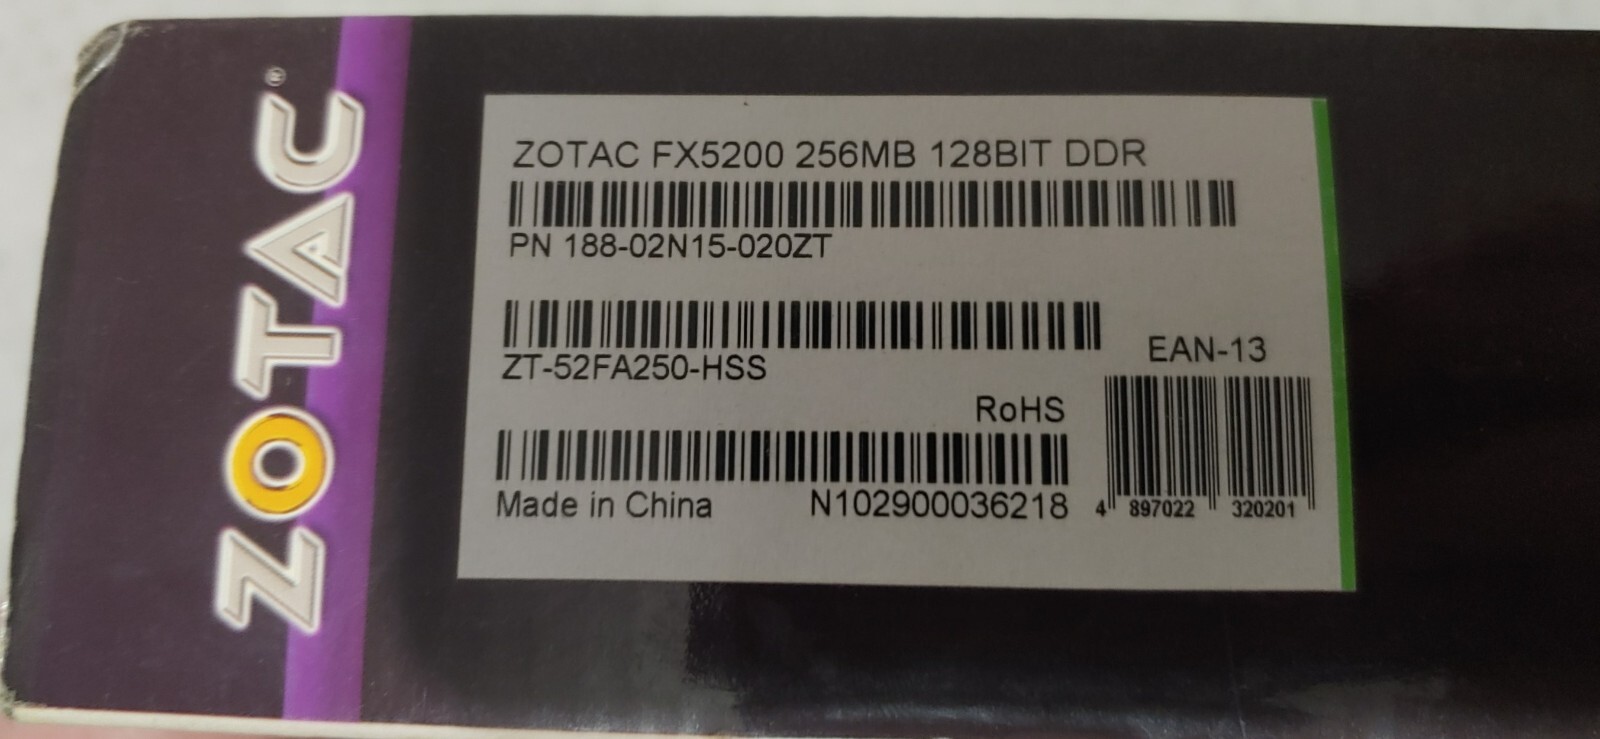 ZOTAC®
ZOTAC FX5200 256MB 128BIT DDR
PN 188-02N15-020ZT
ZT-52FA250-HSS
EAN-13
RoHS
Made in China N102900036218
4 897022 320201